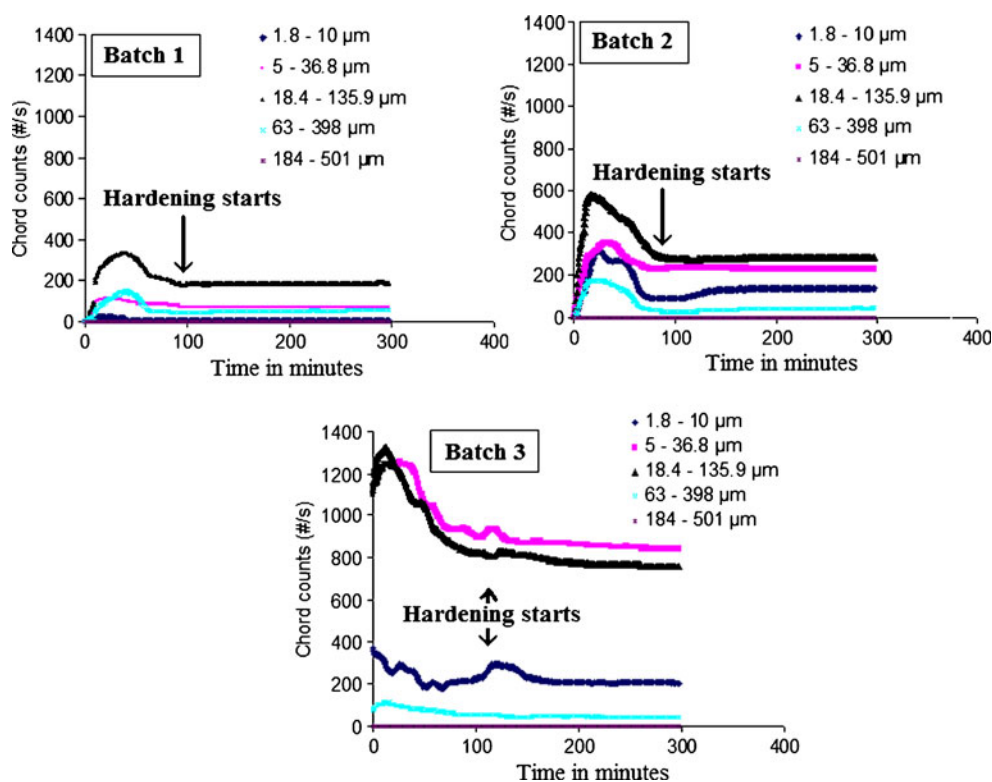 Batch 1
Chord counts (#/s)
1400
1200
1000
800
600
400
200
0
1.8 - 10 µm
5 - 36.8 µm
18.4 - 135.9 µm
63 - 398 µm
184 - 501 µm
Hardening starts
0 100 200 300 400
Time in minutes
Batch 2
Chord counts (#/s)
1400
1200
1000
800
600
400
200
0
1.8 - 10 µm
5 - 36.8 µm
18.4 - 135.9 µm
63 - 398 µm
184 - 501 µm
Hardening starts
0 100 200 300 400
Time in minutes
Batch 3
Chord counts (#/s)
1400
1200
1000
800
600
400
200
0
1.8 - 10 µm
5 - 36.8 µm
18.4 - 135.9 µm
63 - 398 µm
184 - 501 µm
Hardening starts
0 100 200 300 400
Time in minutes